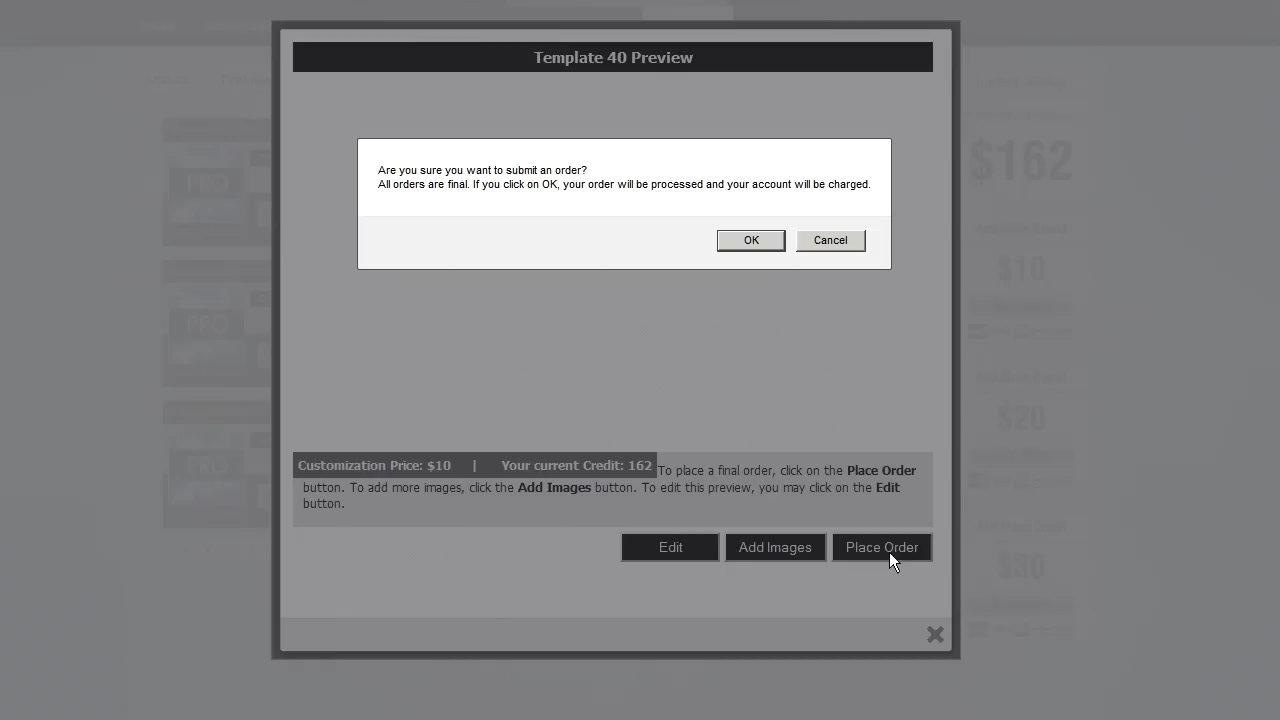 Template 40 Preview
Are you sure you want to submit an order?
All orders are final. If you click on OK, your order will be processed and your account will be charged.
OK Cancel
$162
PRO
$10
PRO
$20
PRO
Customization Price: $10 | Your current Credit: 162 To place a final order, click on the Place Order
button. To add more images, click the Add Images button. To edit this preview, you may click on the Edit
button.
Edit Add Images Place Order
$30